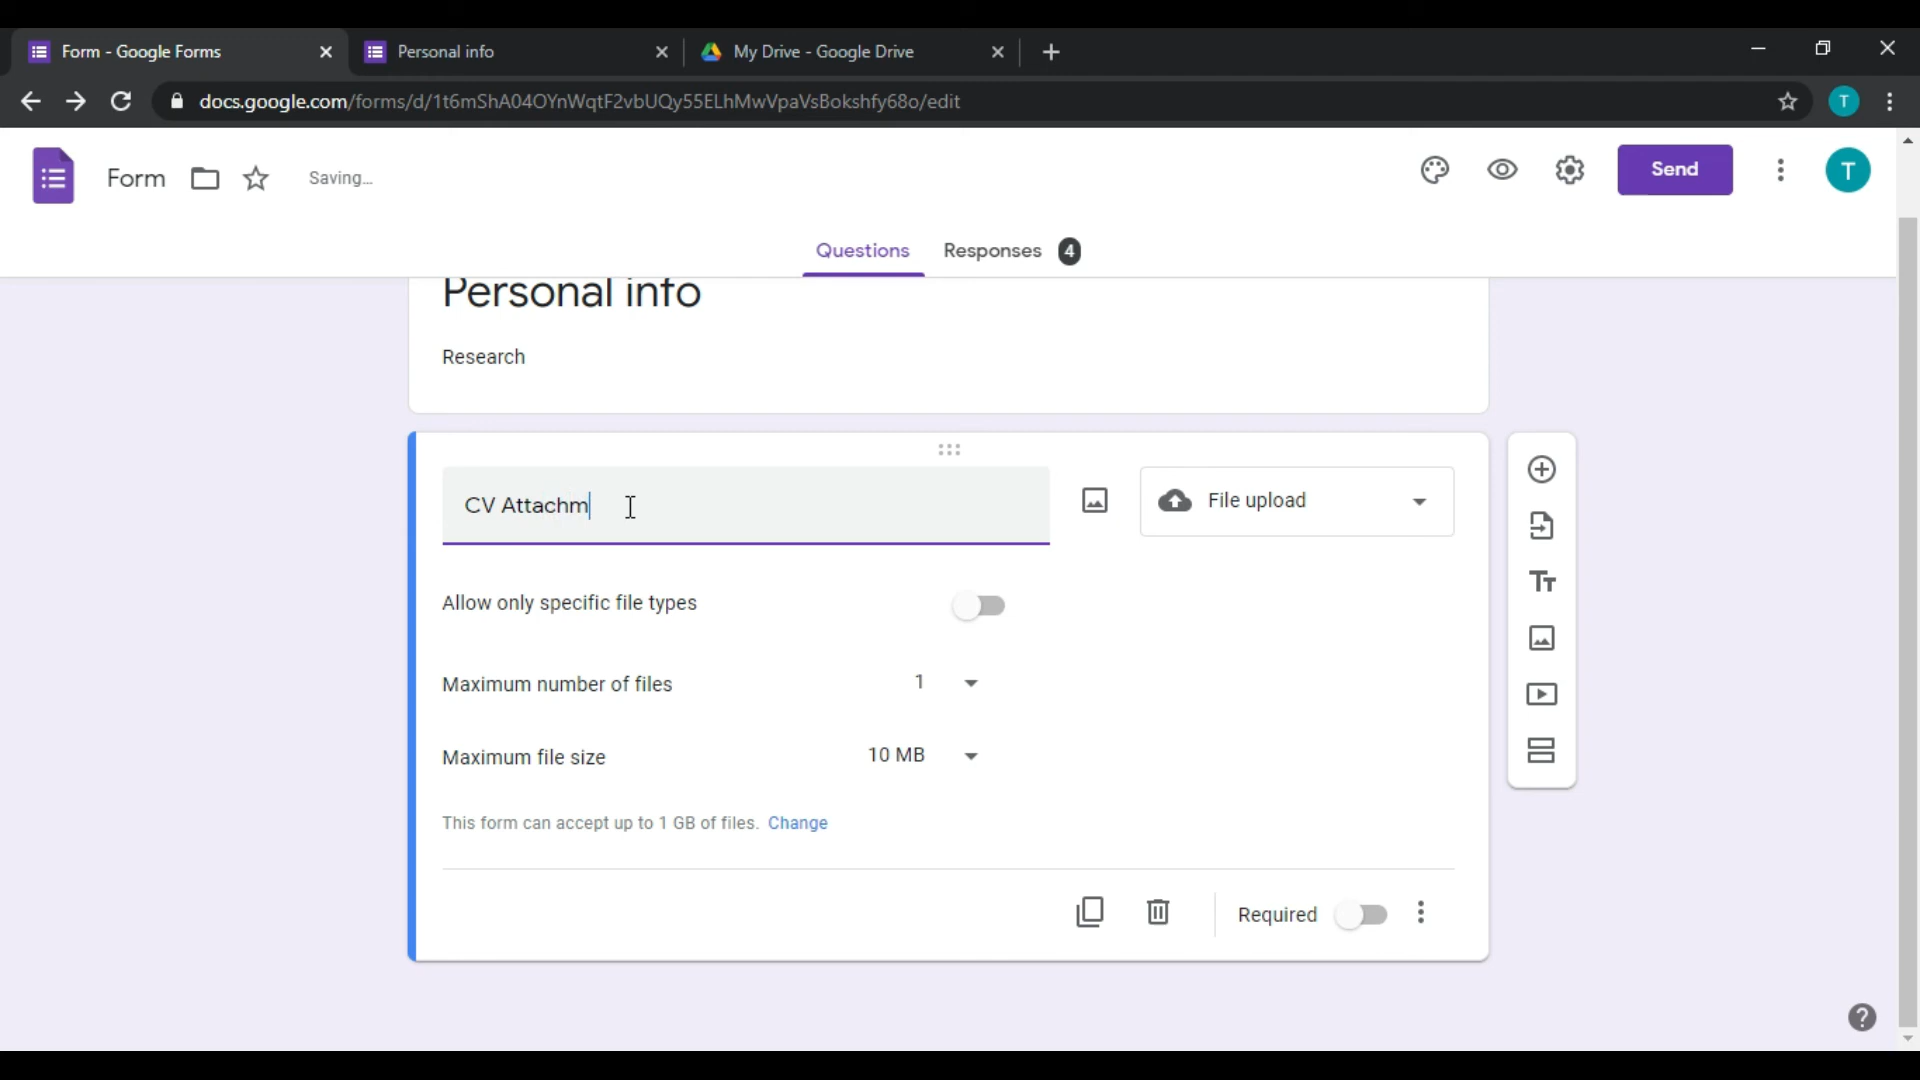 Form - Google Forms
Personal info
My Drive - Google Drive
docs.google.com/forms/d/1t6mShA04OYnWqtF2vbUQy55ELhMwVpaVsBokshfy68o/edit
T
Form
Saving...
Send
T
Questions
Responses 4
Personal info
Research
CV Attachm
File upload
Allow only specific file types
Maximum number of files 1
Maximum file size 10 MB
This form can accept up to 1 GB of files. Change
Required